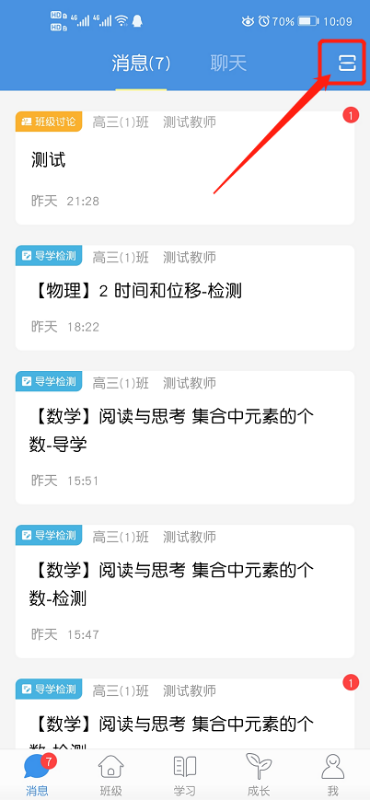 HD 4G 4G 70% 10:09
HD
消息(7) 聊天
班级讨论 高三(1)班 测试教师 1
测试
昨天 21:28
导学检测 高三(1)班 测试教师
【物理】2 时间和位移-检测
昨天 18:22
导学检测 高三(1)班 测试教师
【数学】阅读与思考 集合中元素的个
数-导学
昨天 15:51
导学检测 高三(1)班 测试教师
【数学】阅读与思考 集合中元素的个
数-检测
昨天 15:47
导学检测 高三(1)班 测试教师 1
【数学】阅读与思考 集合中元素的个
数-检测
7
消息 班级 学习 成长 我